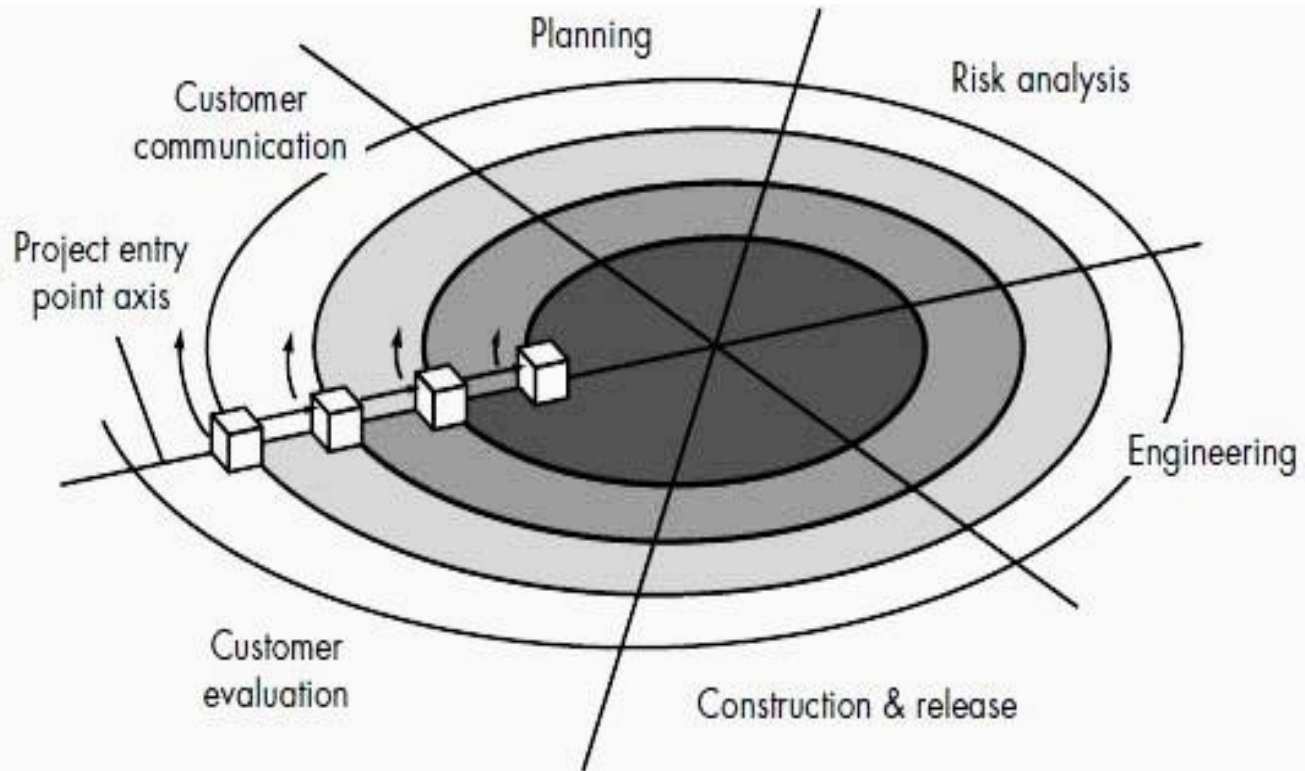 Planning
Risk analysis
Customer
communication
Project entry
point axis
Engineering
Customer
evaluation
Construction & release